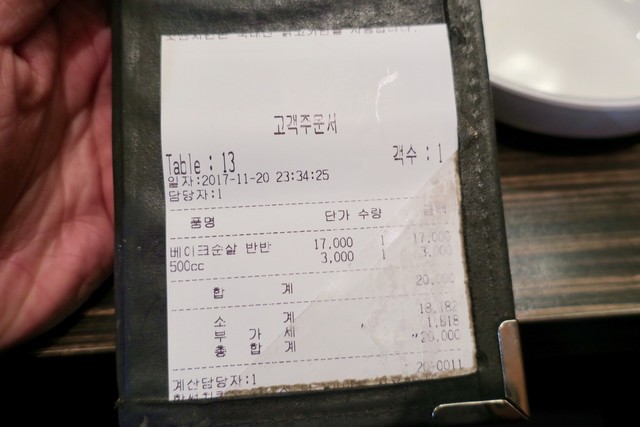 고객주문서
Table : 13 객수 : 1
일자:2017-11-20 23:34:25
담당자:1
품명 단가 수량 금액
베이크순살 반반 17,000 1 17,000
500cc 3,000 1 3,000
합 계 20,000
소 계 18,182
부 가 세 1,818
총 합 계 20,000
계산담당자:1